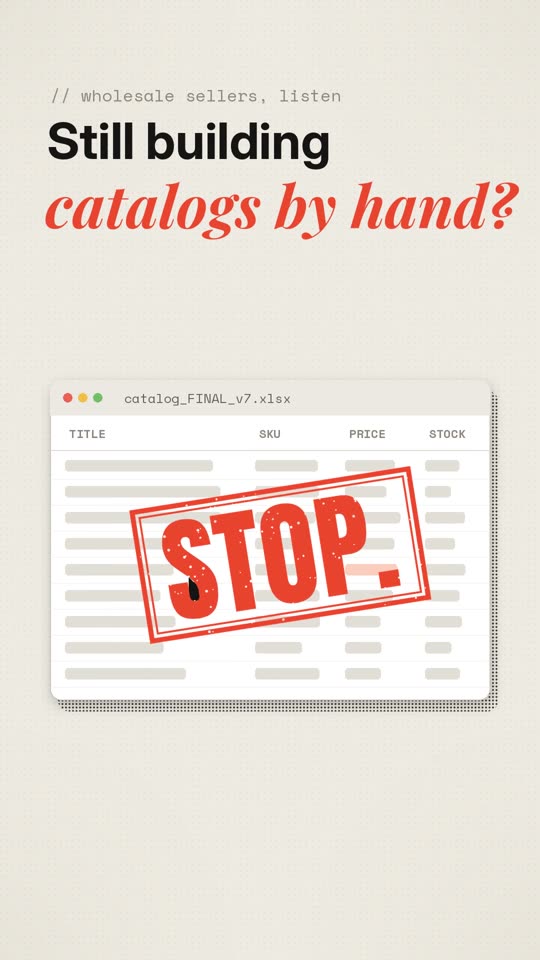 // wholesale sellers, listen
Still building
catalogs by hand?
catalog_FINAL_v7.xlsx
TITLE SKU PRICE STOCK
STOP.